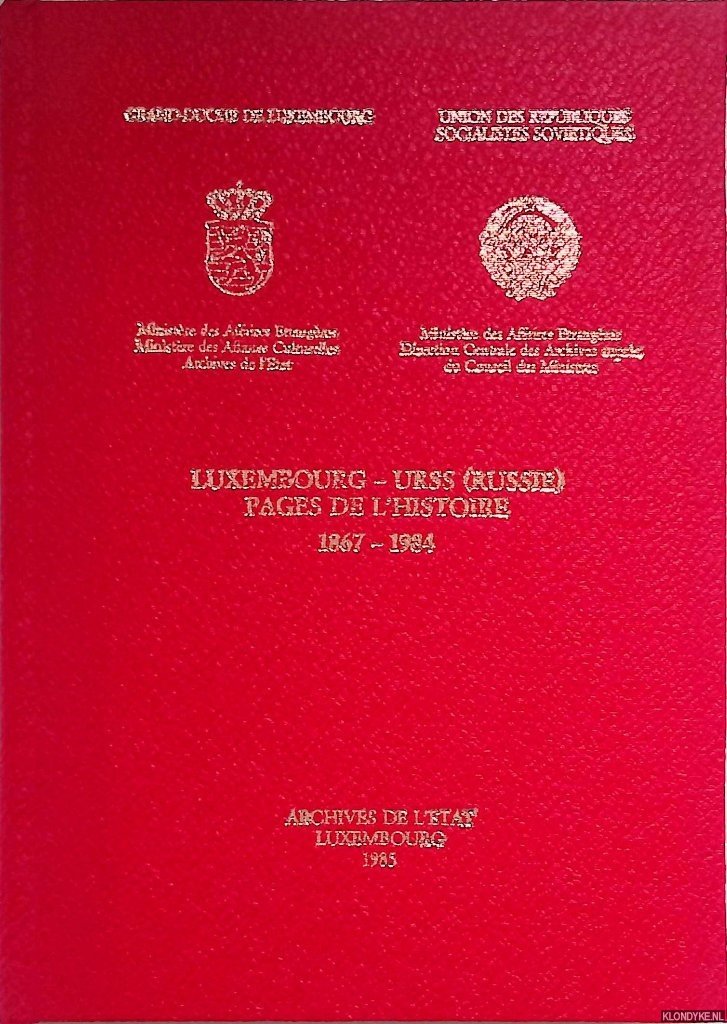 GRAND-DUCHE DE LUXEMBOURG
UNION DES REPUBLIQUES
SOCIALISTES SOVIETIQUES
Ministère des Affaires Etrangères
Ministère des Affaires Culturelles
Archives de l'Etat
Ministère des Affaires Etrangères
Direction Centrale des Archives auprès
du Conseil des Ministres
LUXEMBOURG – URSS (RUSSIE)
PAGES DE L'HISTOIRE
1867 – 1984
ARCHIVES DE L'ETAT
LUXEMBOURG
1985
KLONDYKE.NL